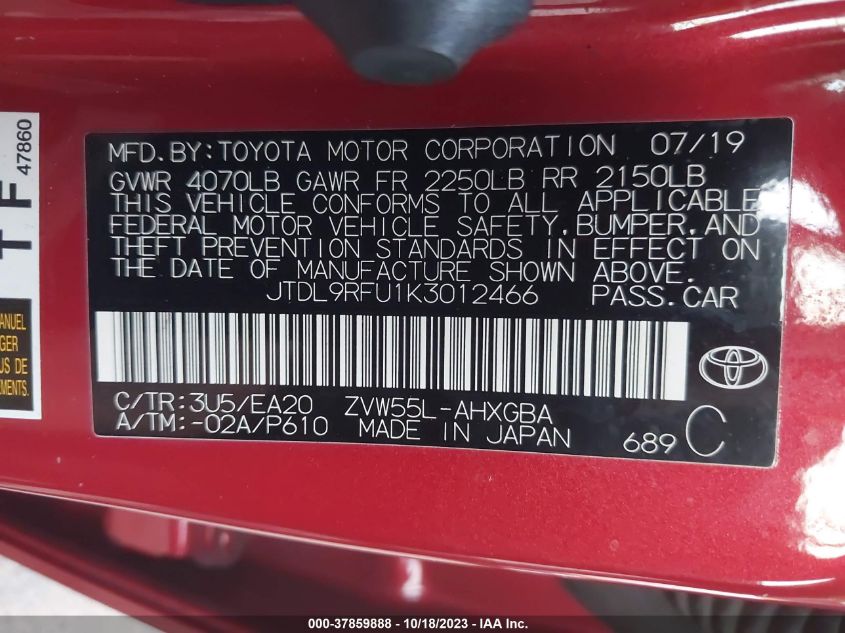 MFD.BY:TOYOTA MOTOR CORPORATION 07/19
GVWR 4070LB GAWR FR 2250LB RR 2150LB
THIS VEHICLE CONFORMS TO ALL APPLICABLE
FEDERAL MOTOR VEHICLE SAFETY,BUMPER,AND
THEFT PREVENTION STANDARDS IN EFFECT ON
THE DATE OF MANUFACTURE SHOWN ABOVE.
JTDL9RFU1K3012466 PASS.CAR
C/TR:3U5/EA20 ZVW55L-AHXGBA
A/TM:-02A/P610 MADE IN JAPAN 689 C
47860
T F
MANUEL
US DE
000-37859888 - 10/18/2023 - IAA Inc.